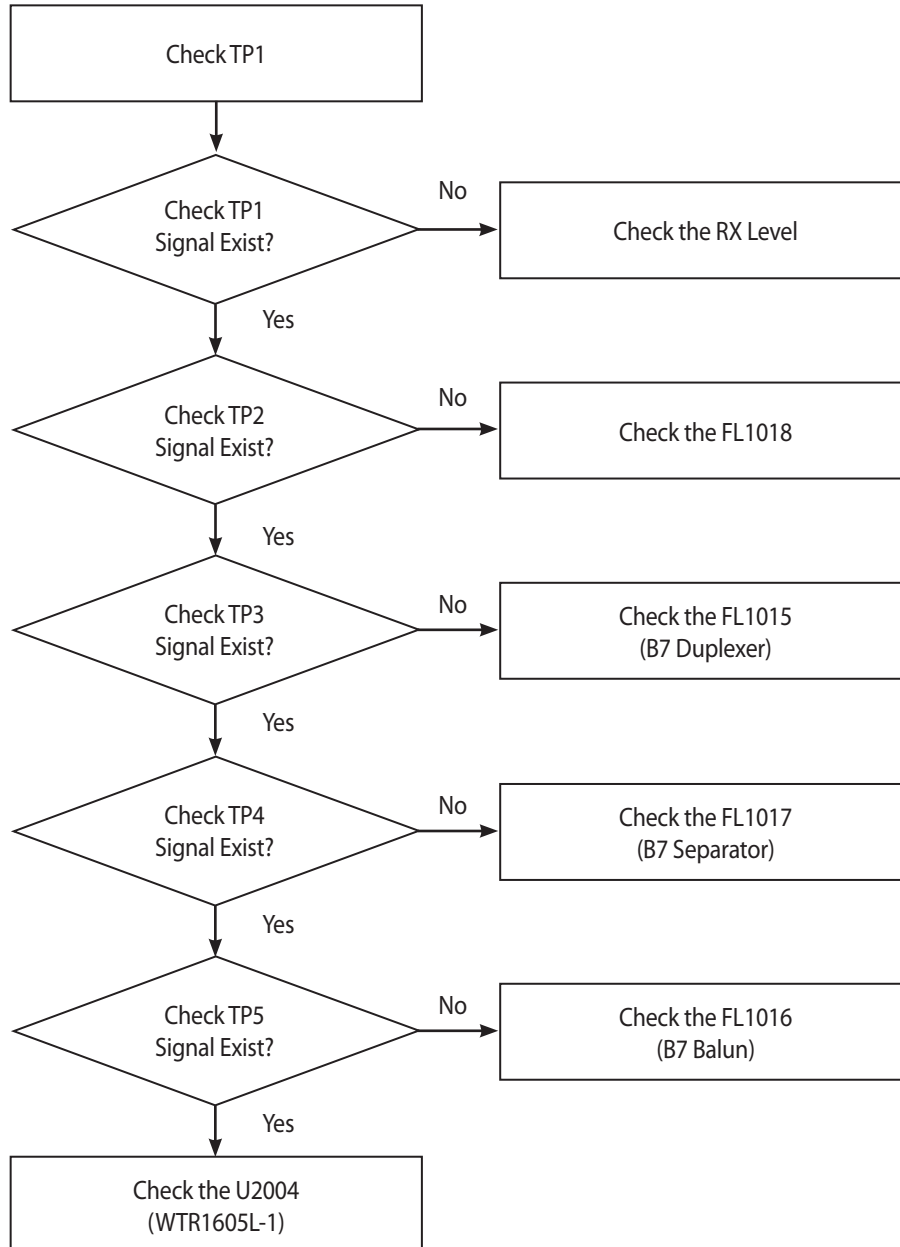 Check TP1
Check TP1
Signal Exist?
No
Check the RX Level
Yes
Check TP2
Signal Exist?
No
Check the FL1018
Yes
Check TP3
Signal Exist?
No
Check the FL1015
(B7 Duplexer)
Yes
Check TP4
Signal Exist?
No
Check the FL1017
(B7 Separator)
Yes
Check TP5
Signal Exist?
No
Check the FL1016
(B7 Balun)
Yes
Check the U2004
(WTR1605L-1)